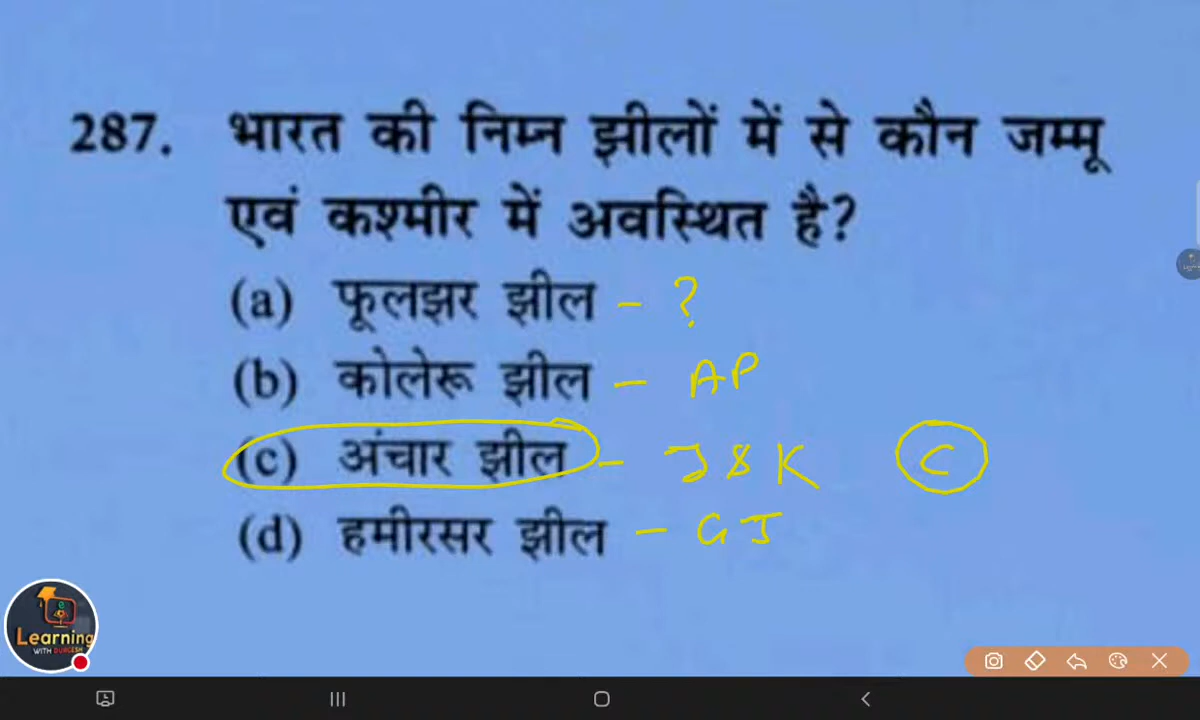 287. भारत की निम्न झीलों में से कौन जम्मू
एवं कश्मीर में अवस्थित है?
(a) फूलझर झील - ?
(b) कोलेरू झील - AP
(c) अंचार झील - J&K C
(d) हमीरसर झील - GJ
e
Learning
WITH DURGESH